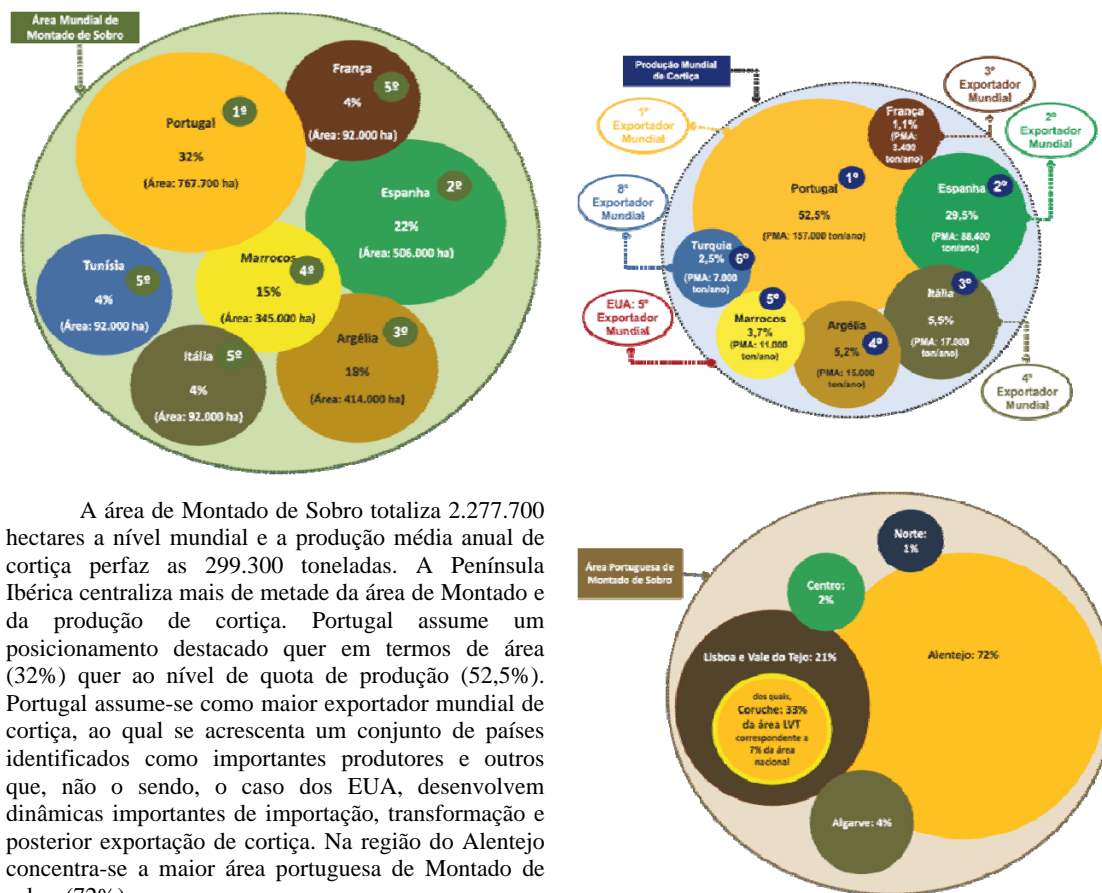 Área Mundial de
Montado de Sobro
França
5º
4%
(Área: 92.000 ha)
Portugal
1º
32%
(Área: 767.700 ha)
Espanha
2º
22%
(Área: 506.000 ha)
Tunísia
5º
4%
(Área: 92.000 ha)
Marrocos
4º
15%
(Área: 345.000 ha)
Itália
5º
4%
(Área: 92.000 ha)
Argélia
3º
18%
(Área: 414.000 ha)
Produção Mundial
de Cortiça
1º
Exportador
Mundial
3º
Exportador
Mundial
2º
Exportador
Mundial
8º
Exportador
Mundial
EUA: 5º
Exportador
Mundial
4º
Exportador
Mundial
França
1,1%
(PMA:
3.400
ton/ano)
Portugal
1º
52,5%
(PMA: 157.000 ton/ano)
Espanha
2º
29,5%
(PMA: 88.400
ton/ano)
Turquia
2,5%
6º
(PMA: 7.000
ton/ano)
Marrocos
5º
3,7%
(PMA: 11.000
ton/ano)
Argélia
4º
5,2%
(PMA: 15.000
ton/ano)
Itália
3º
5,5%
(PMA: 17.000
ton/ano)
A área de Montado de Sobro totaliza 2.277.700
hectares a nível mundial e a produção média anual de
cortiça perfaz as 299.300 toneladas. A Península
Ibérica centraliza mais de metade da área de Montado e
da produção de cortiça. Portugal assume um
posicionamento destacado quer em termos de área
(32%) quer ao nível de quota de produção (52,5%).
Portugal assume-se como maior exportador mundial de
cortiça, ao qual se acrescenta um conjunto de países
identificados como importantes produtores e outros
que, não o sendo, o caso dos EUA, desenvolvem
dinâmicas importantes de importação, transformação e
posterior exportação de cortiça. Na região do Alentejo
concentra-se a maior área portuguesa de Montado de
(72%)
Área Portuguesa de
Montado de Sobro
Norte:
1%
Centro:
2%
Lisboa e Vale do Tejo: 21%
Alentejo: 72%
dos quais,
Coruche: 33%
da área LVT
correspondente a
7% da área
nacional
Algarve: 4%